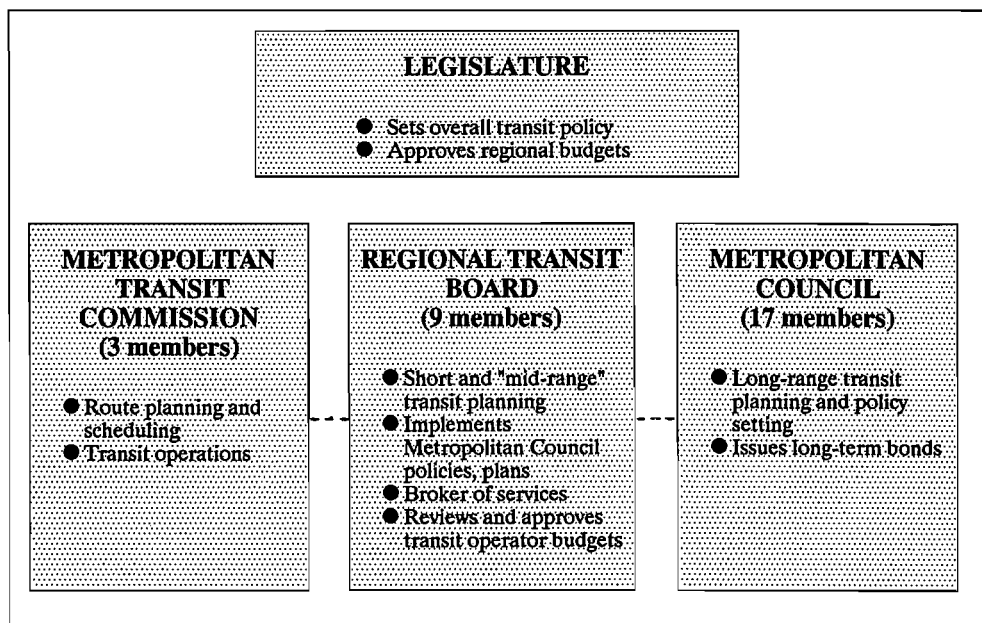 LEGISLATURE
● Sets overall transit policy
● Approves regional budgets
METROPOLITAN
TRANSIT
COMMISSION
(3 members)
● Route planning and
scheduling
● Transit operations
REGIONAL TRANSIT
BOARD
(9 members)
● Short and "mid-range"
transit planning
● Implements
Metropolitan Council
policies, plans
● Broker of services
● Reviews and approves
transit operator budgets
METROPOLITAN
COUNCIL
(17 members)
● Long-range transit
planning and policy
setting
● Issues long-term bonds